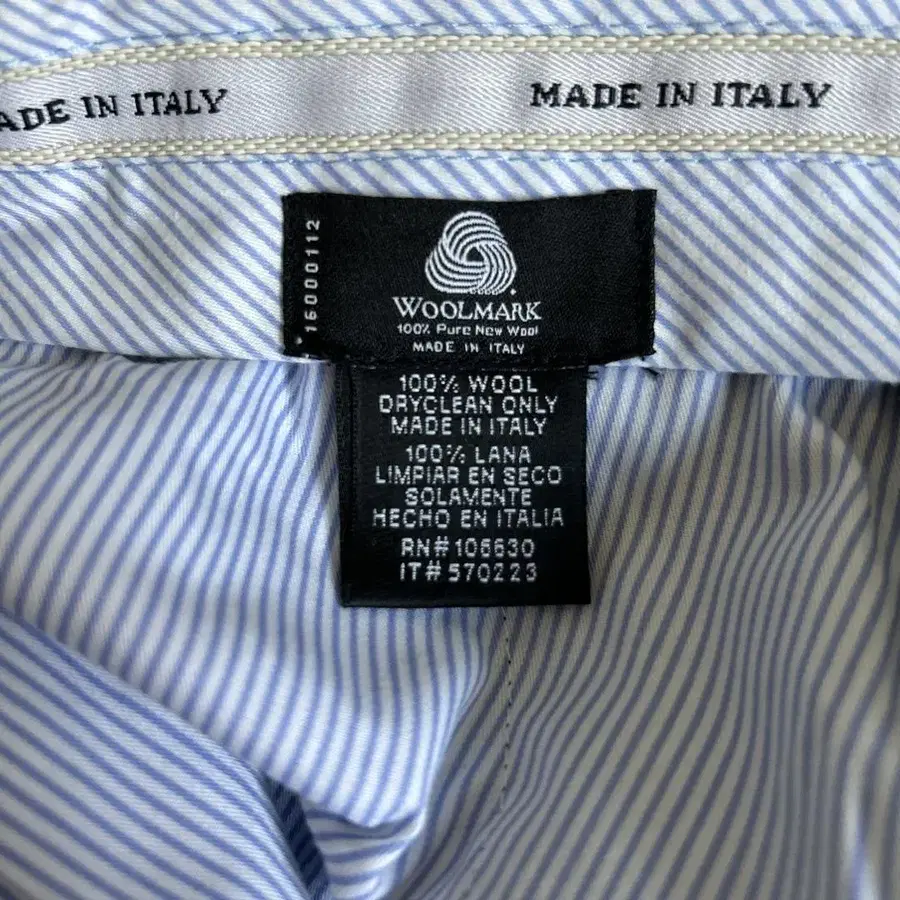 ADE IN ITALY
MADE IN ITALY
16000112
WOOLMARK
100% Pure New Wool
MADE IN ITALY
100% WOOL
DRYCLEAN ONLY
MADE IN ITALY
100% LANA
LIMPIAR EN SECO
SOLAMENTE
HECHO EN ITALIA
RN#106630
IT#570223